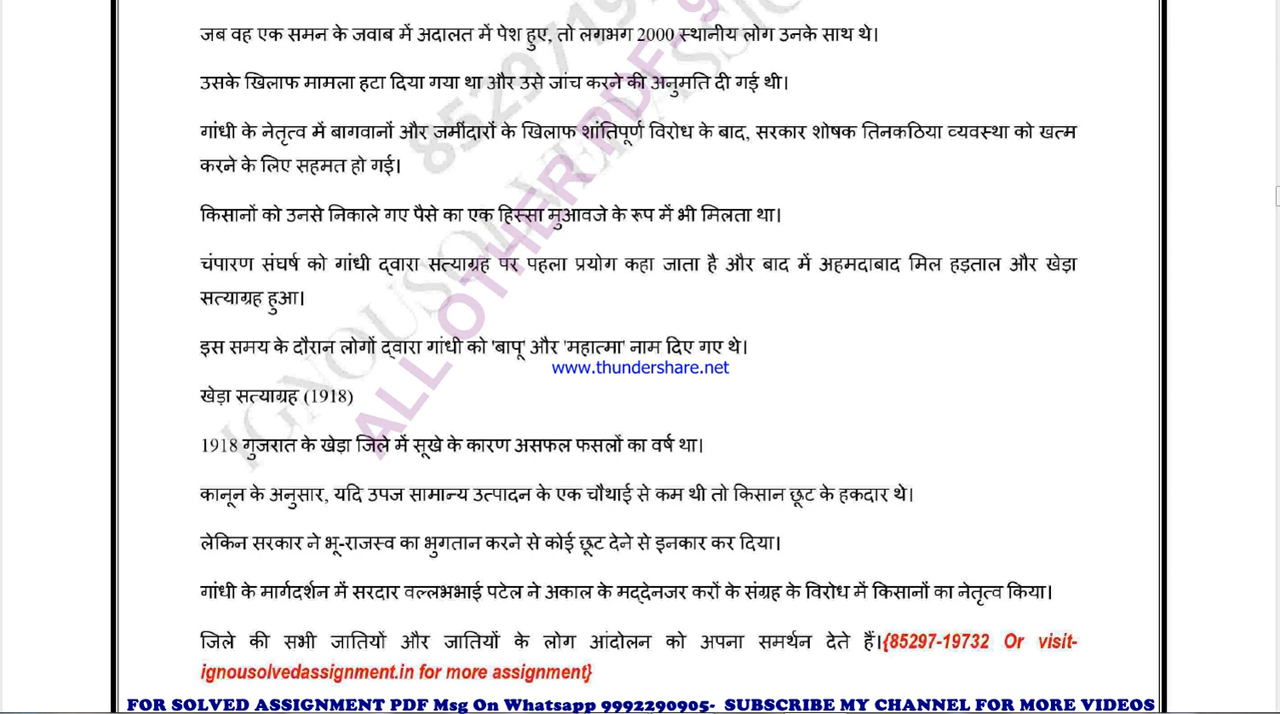 जब वह एक समन के जवाब में अदालत में पेश हुए, तो लगभग 2000 स्थानीय लोग उनके साथ थे।
उसके खिलाफ मामला हटा दिया गया था और उसे जांच करने की अनुमति दी गई थी।
गांधी के नेतृत्व में बागवानों और जमींदारों के खिलाफ शांतिपूर्ण विरोध के बाद, सरकार शोषक तिनकठिया व्यवस्था को खत्म
करने के लिए सहमत हो गई।
किसानों को उनसे निकाले गए पैसे का एक हिस्सा मुआवजे के रूप में भी मिलता था।
चंपारण संघर्ष को गांधी द्वारा सत्याग्रह पर पहला प्रयोग कहा जाता है और बाद में अहमदाबाद मिल हड़ताल और खेड़ा
सत्याग्रह हुआ।
इस समय के दौरान लोगों द्वारा गांधी को 'बापू' और 'महात्मा' नाम दिए गए थे।
www.thundershare.net
खेड़ा सत्याग्रह (1918)
1918 गुजरात के खेड़ा जिले में सूखे के कारण असफल फसलों का वर्ष था।
कानून के अनुसार, यदि उपज सामान्य उत्पादन के एक चौथाई से कम थी तो किसान छूट के हकदार थे।
लेकिन सरकार ने भू-राजस्व का भुगतान करने से कोई छूट देने से इनकार कर दिया।
गांधी के मार्गदर्शन में सरदार वल्लभभाई पटेल ने अकाल के मद्देनजर करों के संग्रह के विरोध में किसानों का नेतृत्व किया।
जिले की सभी जातियों और जातियों के लोग आंदोलन को अपना समर्थन देते हैं।{85297-19732 Or visit-
ignousolvedassignment.in for more assignment}
FOR SOLVED ASSIGNMENT PDF Msg On Whatsapp 9992290905- SUBSCRIBE MY CHANNEL FOR MORE VIDEOS
ALL OTHER PDF-